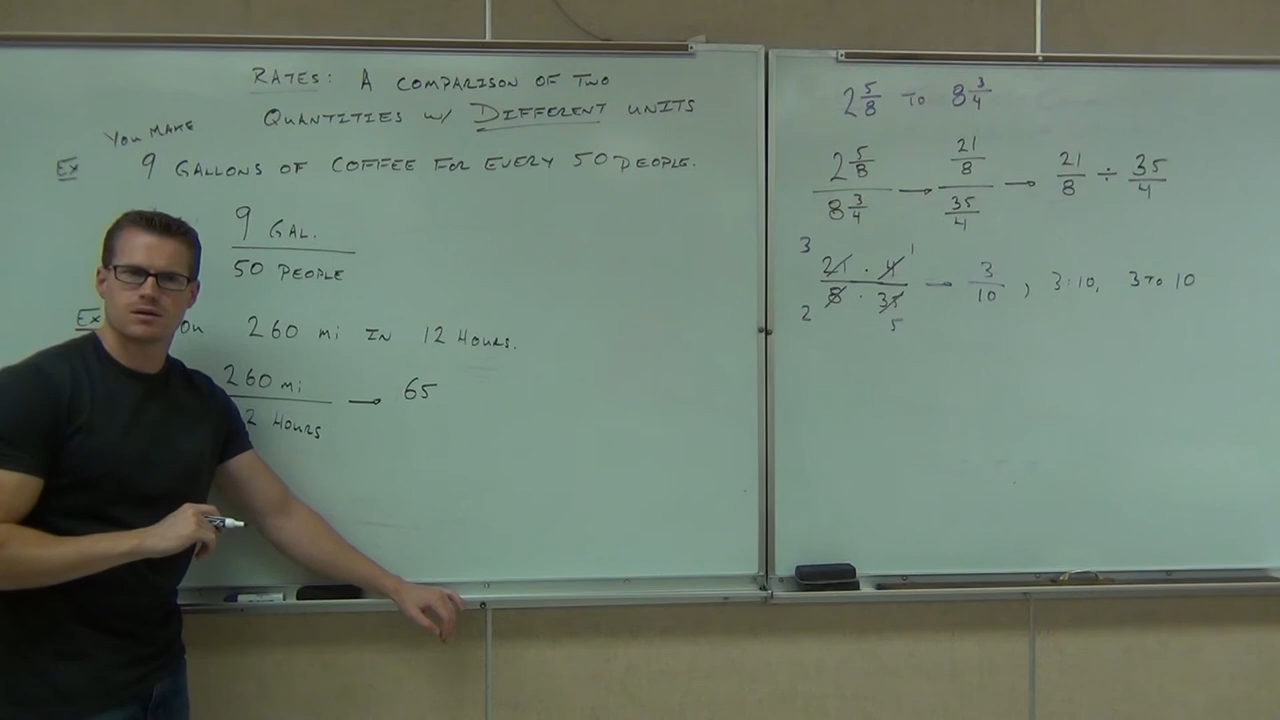 RATES: A COMPARISON OF TWO
QUANTITIES W/ DIFFERENT UNITS
YOU MAKE
EX 9 GALLONS OF COFFEE FOR EVERY 50 PEOPLE.
9 GAL.
50 PEOPLE
EX 260 mi IN 12 HOURS.
260 mi → 65
2 HOURS
2 5/8 TO 8 3/4
2 5/8 / 8 3/4 → 21/8 / 35/4 → 21/8 ÷ 35/4
3 1
21 · 4 / 8 · 35 — 3/10, 3:10, 3 TO 10
2 5